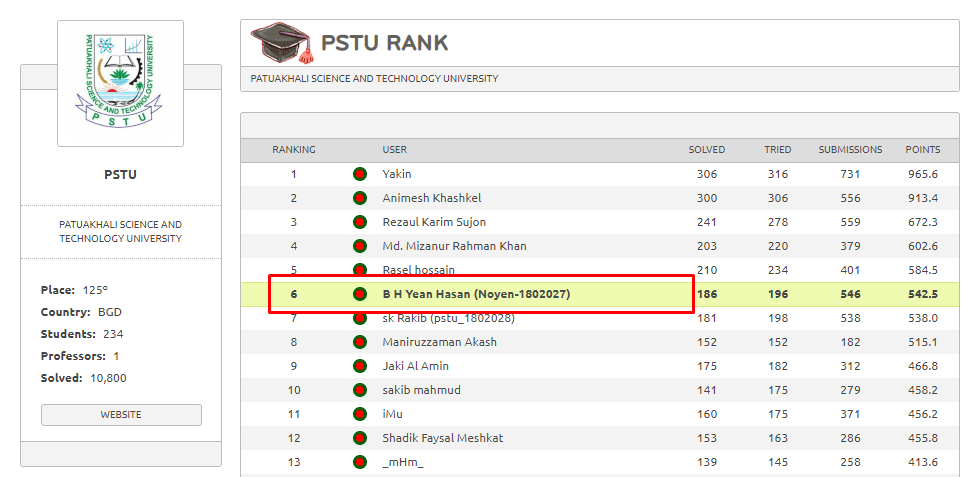 PATUAKHALI SCIENCE AND TECHNOLOGY UNIVERSITY
P S T U
PSTU
PATUAKHALI SCIENCE AND
TECHNOLOGY UNIVERSITY
Place: 125º
Country: BGD
Students: 234
Professors: 1
Solved: 10,800
WEBSITE
PSTU RANK
PATUAKHALI SCIENCE AND TECHNOLOGY UNIVERSITY
RANKING USER SOLVED TRIED SUBMISSIONS POINTS
1 Yakin 306 316 731 965.6
2 Animesh Khashkel 300 306 556 913.4
3 Rezaul Karim Sujon 241 278 559 672.3
4 Md. Mizanur Rahman Khan 203 220 379 602.6
5 Rasel hossain 210 234 401 584.5
6 B H Yean Hasan (Noyen-1802027) 186 196 546 542.5
7 sk Rakib (pstu_1802028) 181 198 538 538.0
8 Maniruzzaman Akash 152 152 182 515.1
9 Jaki Al Amin 175 182 312 466.8
10 sakib mahmud 141 175 279 458.2
11 iMu 160 175 371 456.2
12 Shadik Faysal Meshkat 153 163 286 455.8
13 _mHm_ 139 145 258 413.6